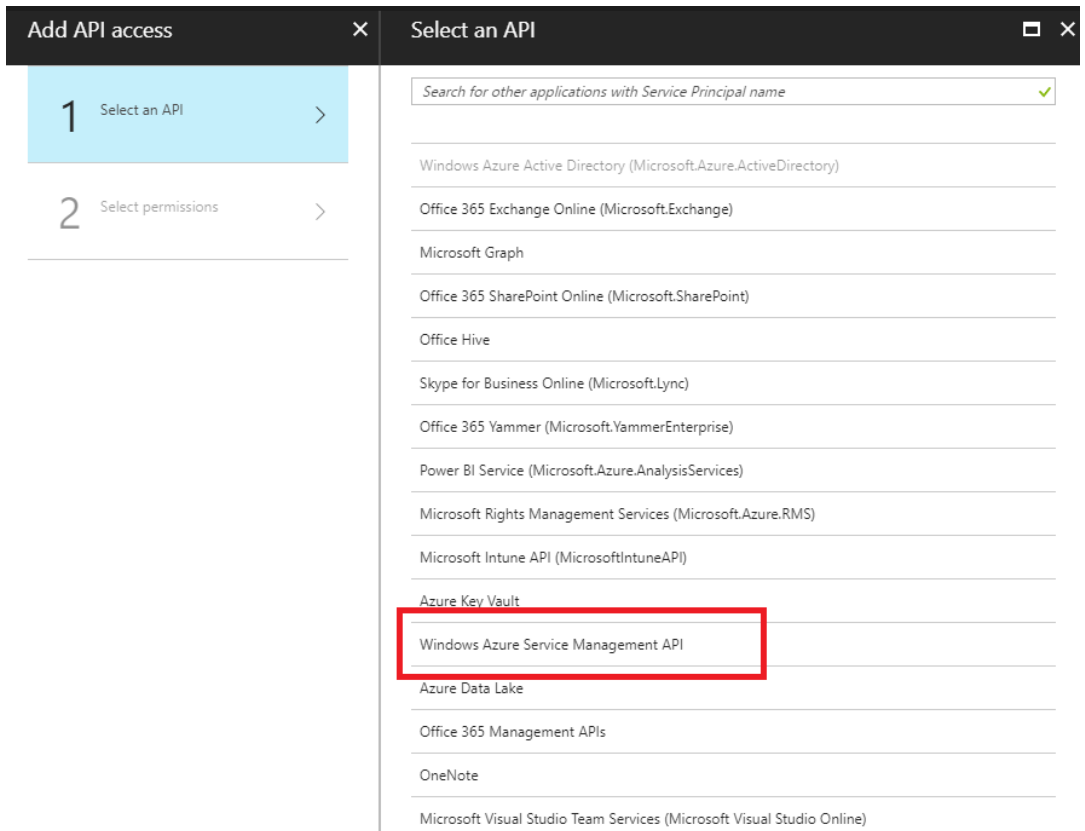 Add API access
Select an API
1 Select an API
2 Select permissions
Search for other applications with Service Principal name
Windows Azure Active Directory (Microsoft.Azure.ActiveDirectory)
Office 365 Exchange Online (Microsoft.Exchange)
Microsoft Graph
Office 365 SharePoint Online (Microsoft.SharePoint)
Office Hive
Skype for Business Online (Microsoft.Lync)
Office 365 Yammer (Microsoft.YammerEnterprise)
Power BI Service (Microsoft.Azure.AnalysisServices)
Microsoft Rights Management Services (Microsoft.Azure.RMS)
Microsoft Intune API (MicrosoftIntuneAPI)
Azure Key Vault
Windows Azure Service Management API
Azure Data Lake
Office 365 Management APIs
OneNote
Microsoft Visual Studio Team Services (Microsoft Visual Studio Online)